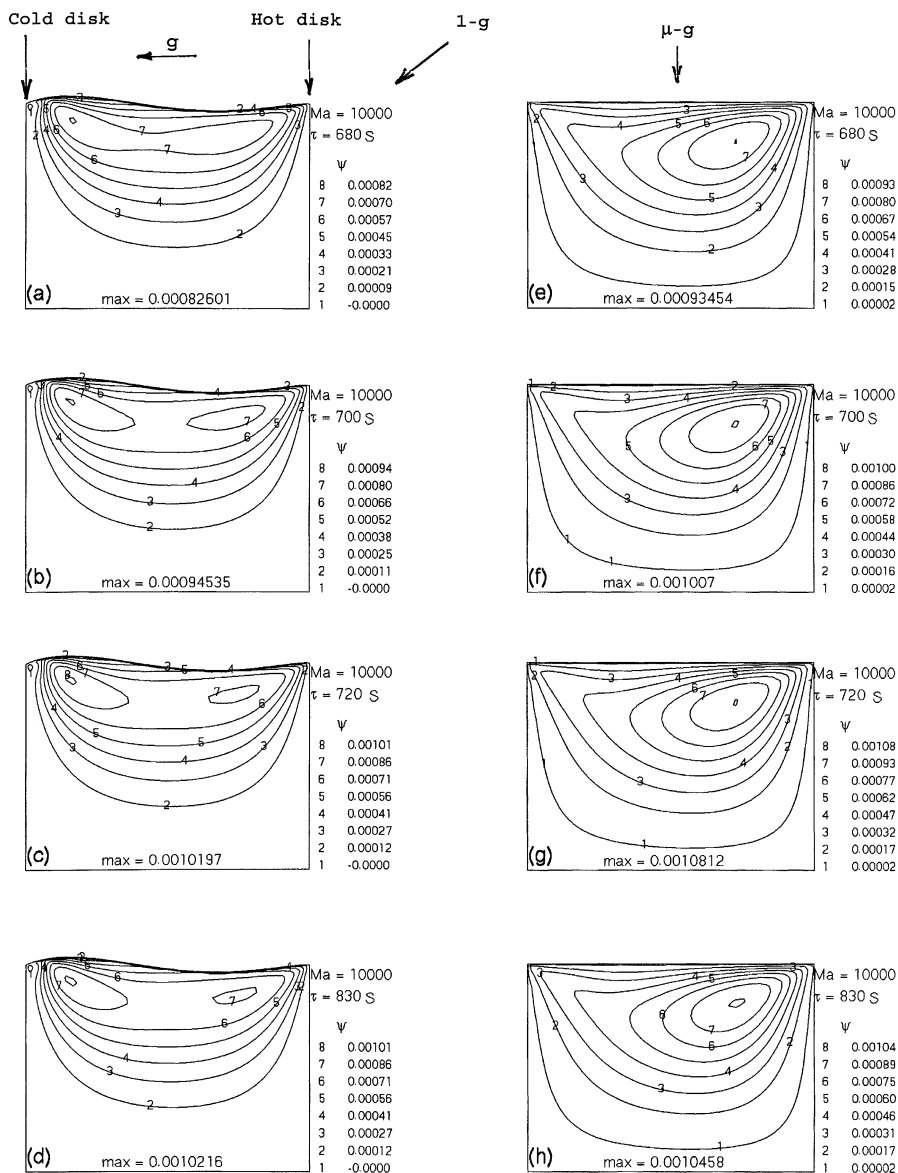 Cold disk Hot disk 1-g μ-g
g
Ma = 10000
τ = 680 S
ψ
8 0.00082
7 0.00070
6 0.00057
5 0.00045
4 0.00033
3 0.00021
2 0.00009
1 -0.0000
(a) max = 0.00082601
Ma = 10000
τ = 680 S
ψ
8 0.00093
7 0.00080
6 0.00067
5 0.00054
4 0.00041
3 0.00028
2 0.00015
1 0.00002
(e) max = 0.00093454
Ma = 10000
τ = 700 S
ψ
8 0.00094
7 0.00080
6 0.00066
5 0.00052
4 0.00038
3 0.00025
2 0.00011
1 -0.0000
(b) max = 0.00094535
Ma = 10000
τ = 700 S
ψ
8 0.00100
7 0.00086
6 0.00072
5 0.00058
4 0.00044
3 0.00030
2 0.00016
1 0.00002
(f) max = 0.001007
Ma = 10000
τ = 720 S
ψ
8 0.00101
7 0.00086
6 0.00071
5 0.00056
4 0.00041
3 0.00027
2 0.00012
1 -0.0000
(c) max = 0.0010197
Ma = 10000
τ = 720 S
ψ
8 0.00108
7 0.00093
6 0.00077
5 0.00062
4 0.00047
3 0.00032
2 0.00017
1 0.00002
(g) max = 0.0010812
Ma = 10000
τ = 830 S
ψ
8 0.00101
7 0.00086
6 0.00071
5 0.00056
4 0.00041
3 0.00027
2 0.00012
1 -0.0000
(d) max = 0.0010216
Ma = 10000
τ = 830 S
ψ
8 0.00104
7 0.00089
6 0.00075
5 0.00060
4 0.00046
3 0.00031
2 0.00017
1 0.00002
(h) max = 0.0010458